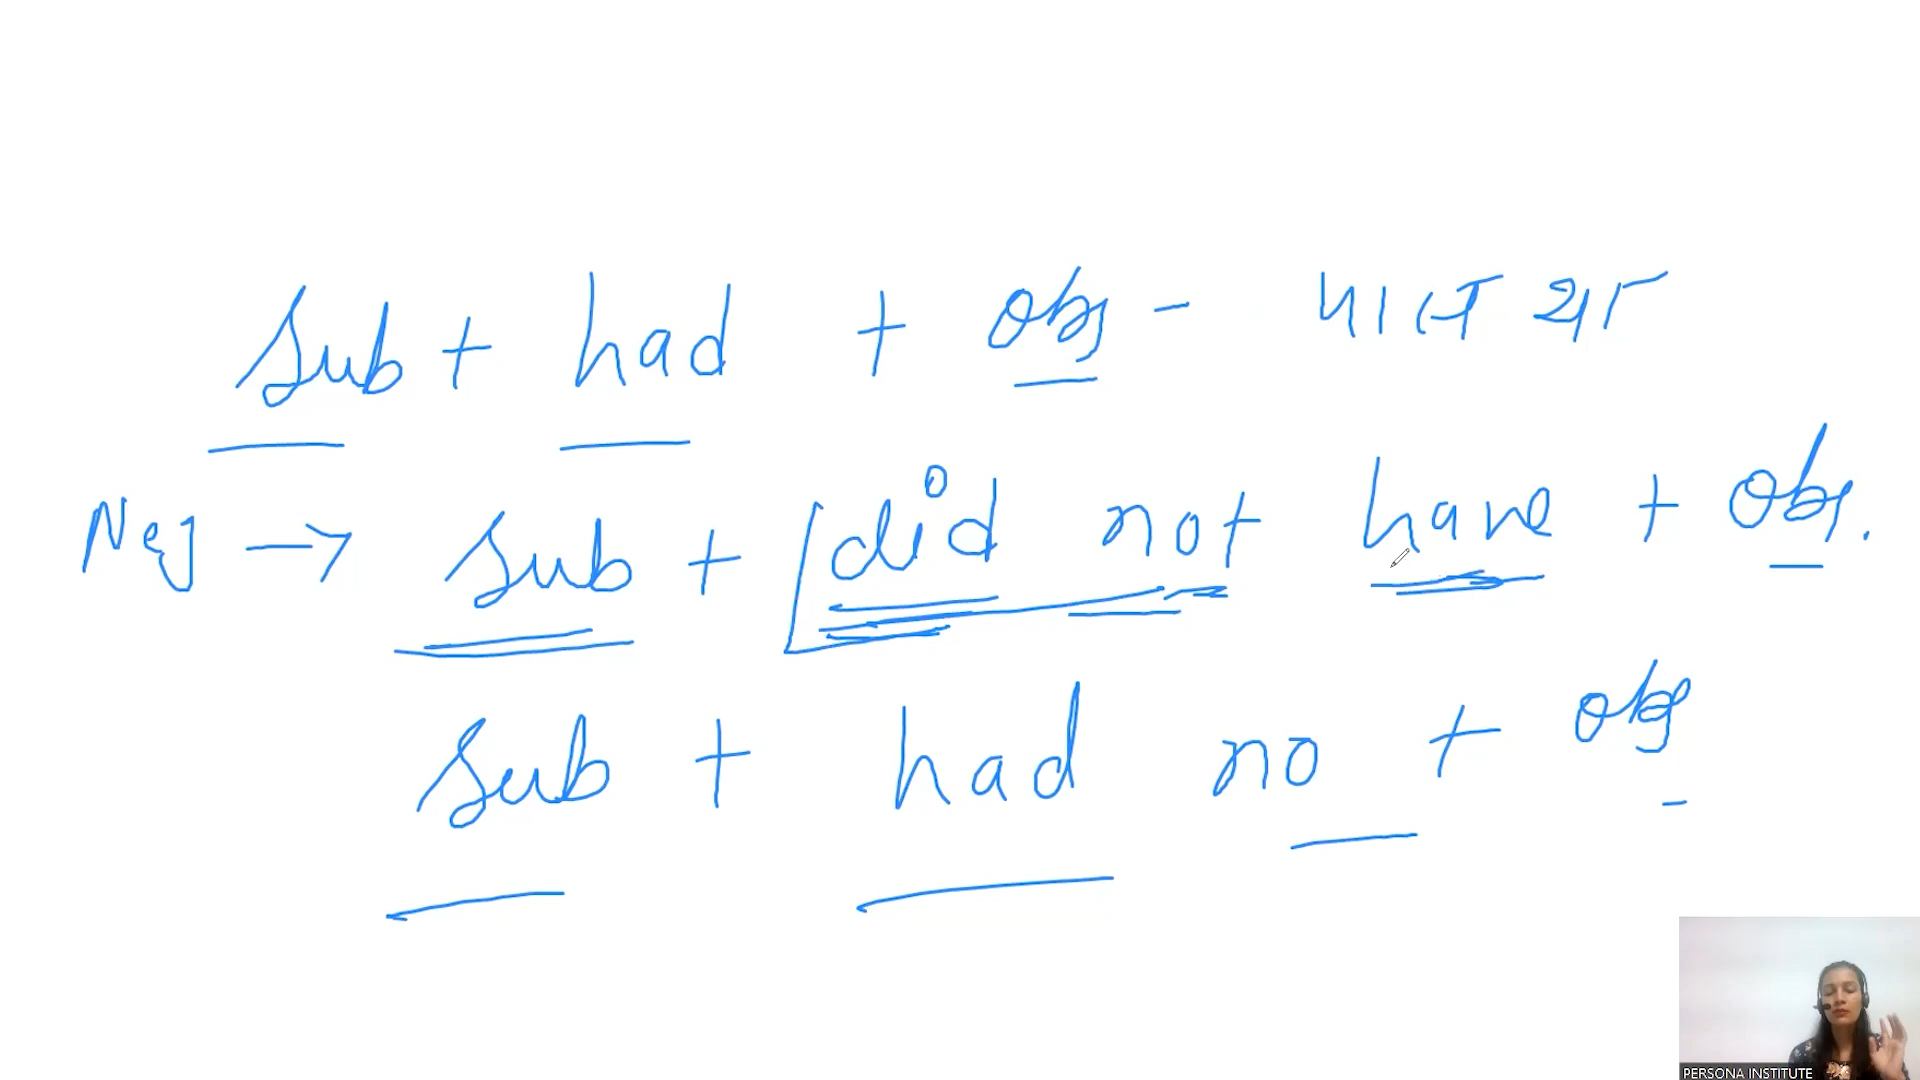 Sub + had + Obj - पास था
Neg → Sub + did not have + Obj.
Sub + had no + Obj
PERSONA INSTITUTE